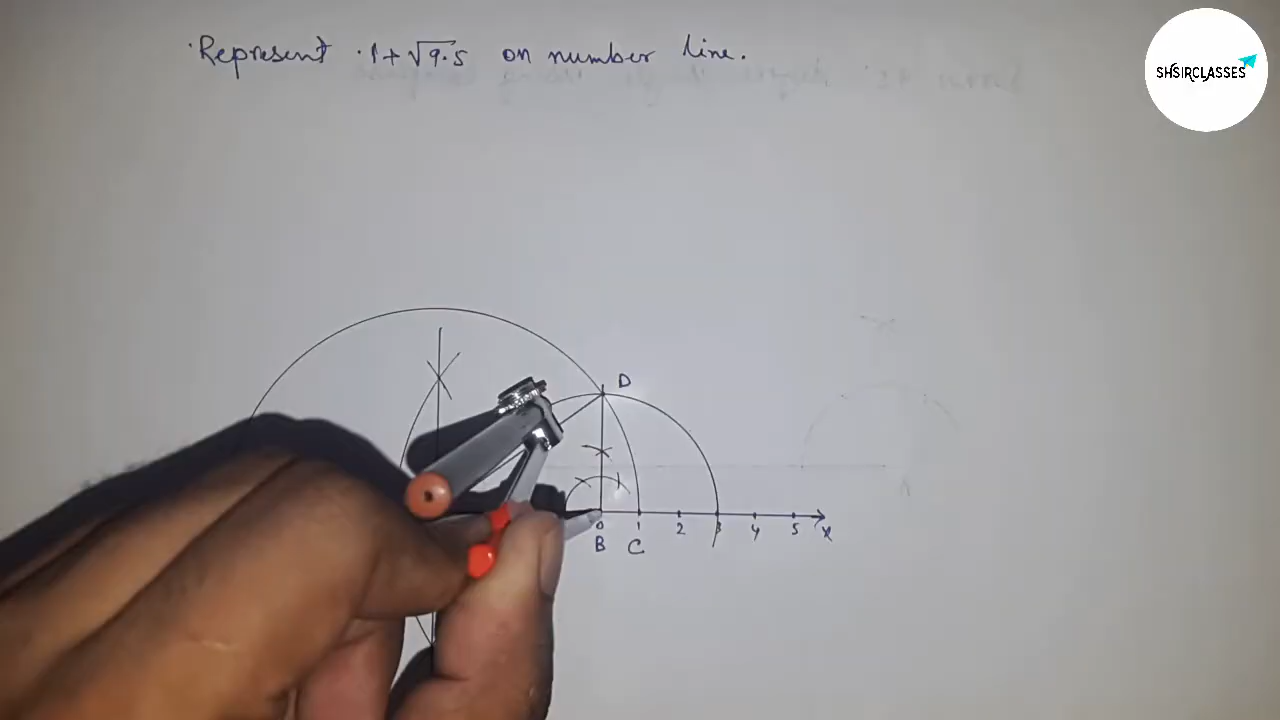 Represent 1+√9.5 on number line.
SHSIRCLASSES
D
0 1 2 3 4 5 X
B C